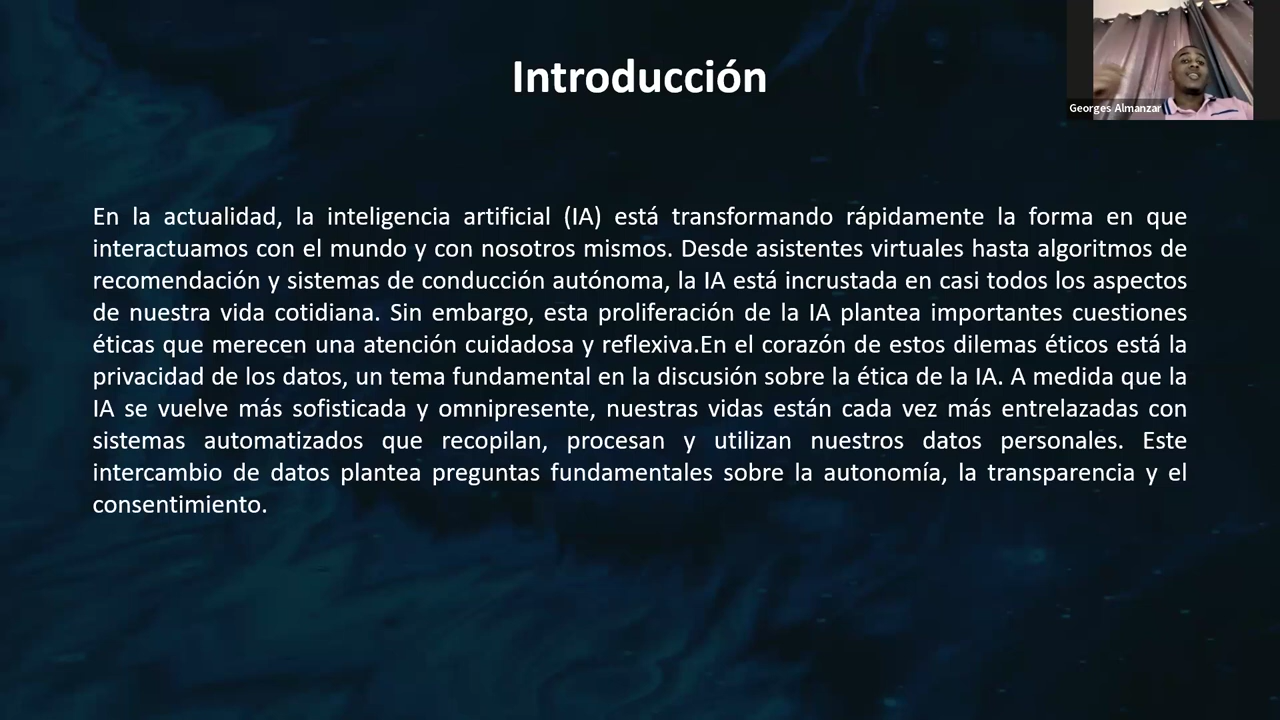 Introducción
Georges Almanzar
En la actualidad, la inteligencia artificial (IA) está transformando rápidamente la forma en que
interactuamos con el mundo y con nosotros mismos. Desde asistentes virtuales hasta algoritmos de
recomendación y sistemas de conducción autónoma, la IA está incrustada en casi todos los aspectos
de nuestra vida cotidiana. Sin embargo, esta proliferación de la IA plantea importantes cuestiones
éticas que merecen una atención cuidadosa y reflexiva.En el corazón de estos dilemas éticos está la
privacidad de los datos, un tema fundamental en la discusión sobre la ética de la IA. A medida que la
IA se vuelve más sofisticada y omnipresente, nuestras vidas están cada vez más entrelazadas con
sistemas automatizados que recopilan, procesan y utilizan nuestros datos personales. Este
intercambio de datos plantea preguntas fundamentales sobre la autonomía, la transparencia y el
consentimiento.